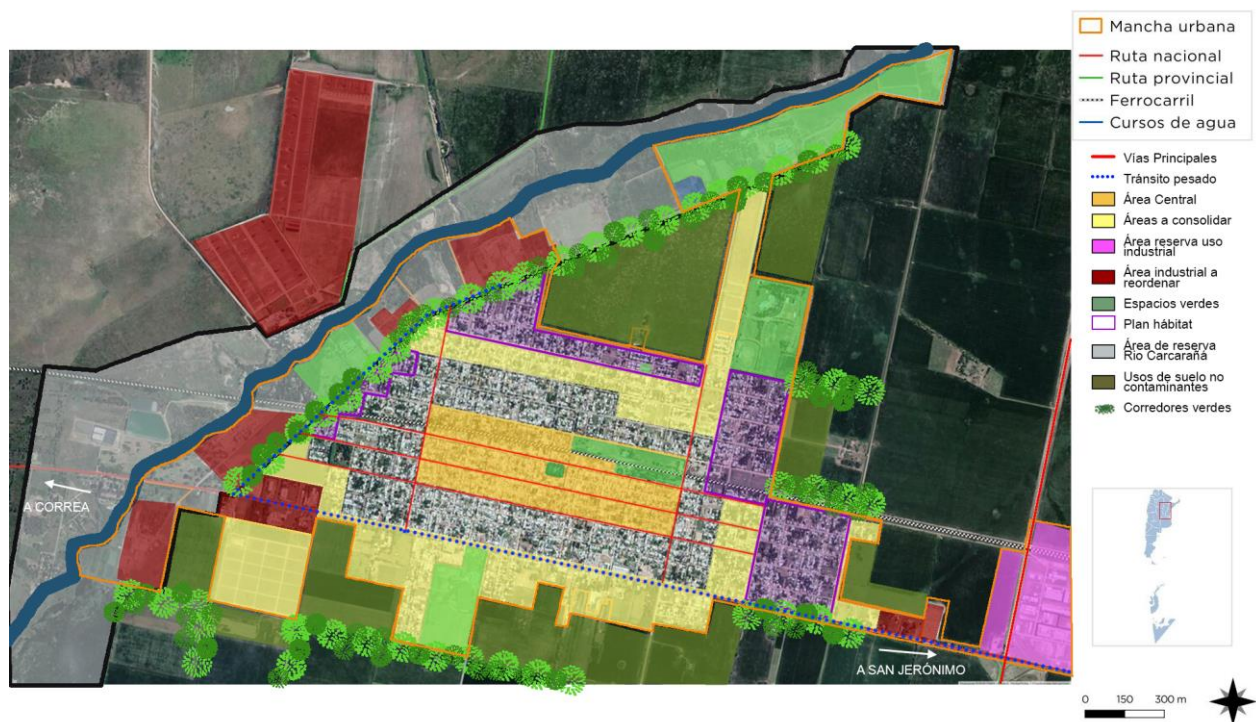 Mancha urbana
Ruta nacional
Ruta provincial
Ferrocarril
Cursos de agua
Vías Principales
Tránsito pesado
Área Central
Áreas a consolidar
Área reserva uso
industrial
Área industrial a
reordenar
Espacios verdes
Plan hábitat
Área de reserva
Río Carcarañá
Usos de suelo no
contaminantes
Corredores verdes
A CORREA
A SAN JERÓNIMO
0 150 300 m